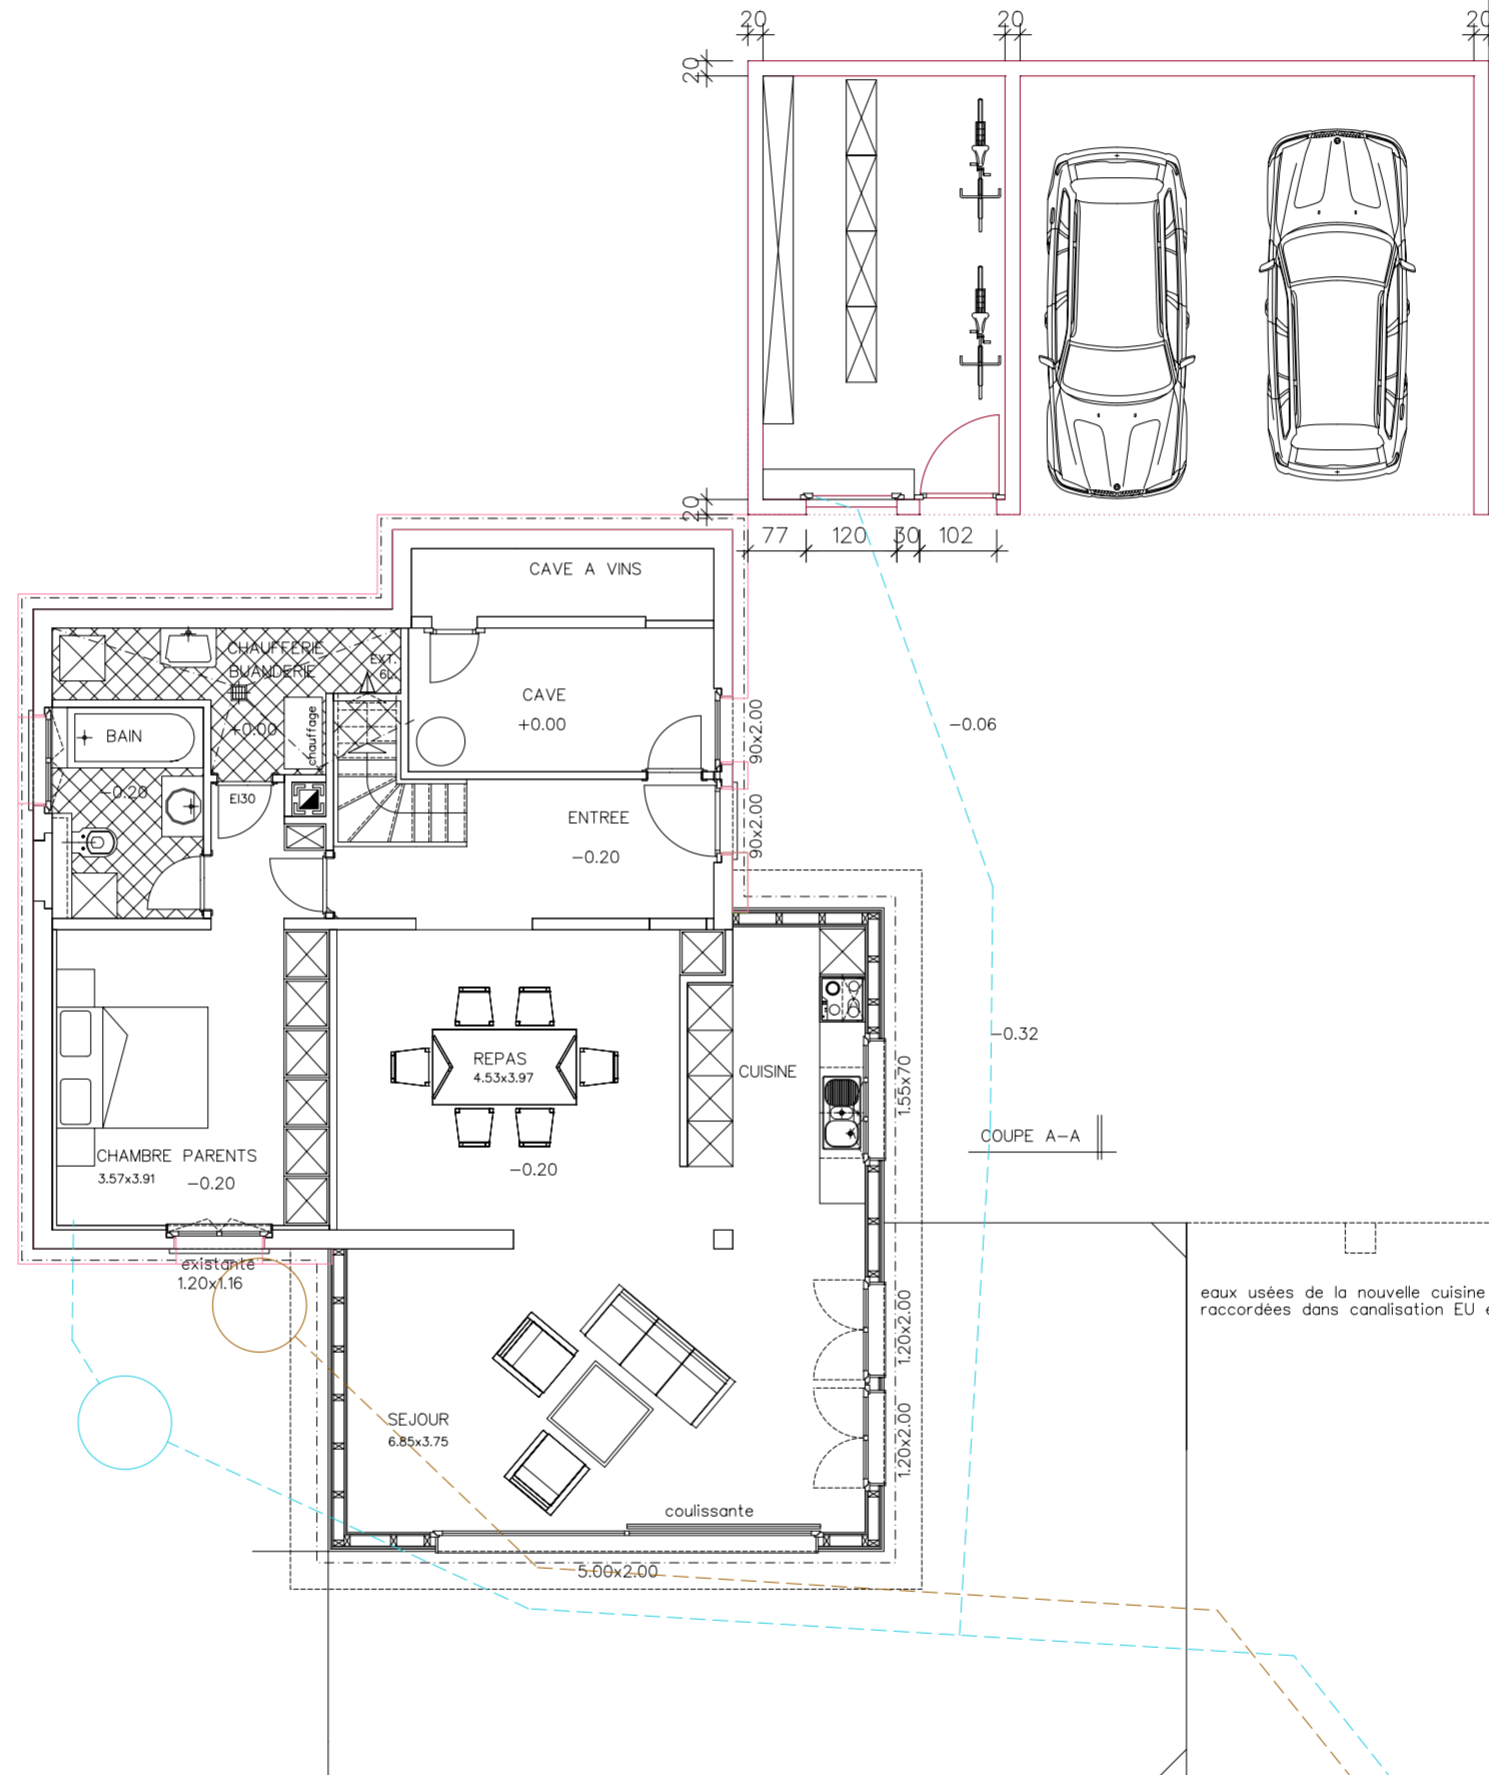 20
20
20
20
20
77
120
30
102
CAVE A VINS
CHAUFFERIE
BUANDERIE
EXT.
6L
CAVE
+0.00
+0.00
chauffage
90x2.00
-0.06
BAIN
-0.20
EI30
ENTREE
-0.20
90x2.00
-0.32
REPAS
4.53x3.97
CUISINE
1.55x70
COUPE A-A
CHAMBRE PARENTS
3.57x3.91
-0.20
-0.20
existante
1.20x1.16
eaux usées de la nouvelle cuisine
raccordées dans canalisation EU e
1.20x2.00
SEJOUR
6.85x3.75
1.20x2.00
coulissante
5.00x2.00